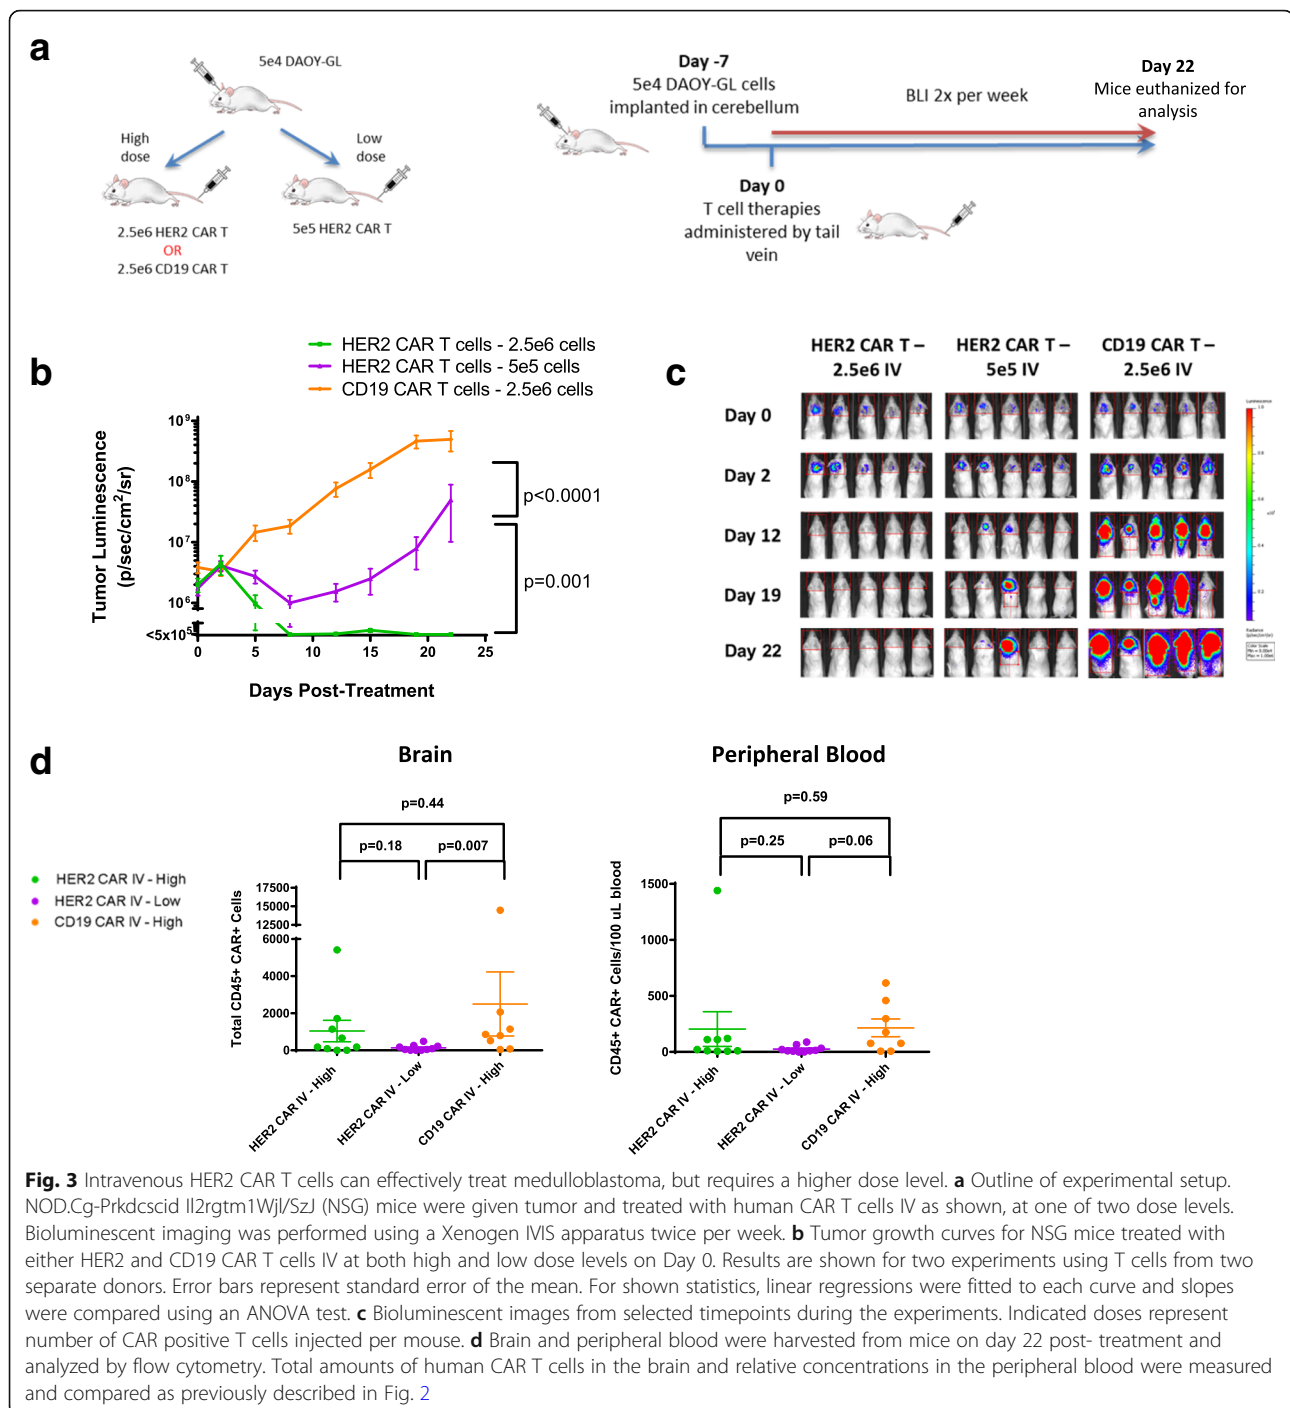 a
5e4 DAOY-GL
High
dose
Low
dose
2.5e6 HER2 CAR T
OR
2.5e6 CD19 CAR T
5e5 HER2 CAR T
Day -7
5e4 DAOY-GL cells
implanted in cerebellum
BLI 2x per week
Day 22
Mice euthanized for
analysis
Day 0
T cell therapies
administered by tail
vein
b
HER2 CAR T cells - 2.5e6 cells
HER2 CAR T cells - 5e5 cells
CD19 CAR T cells - 2.5e6 cells
Tumor Luminescence
(p/sec/cm²/sr)
10⁹
10⁸
10⁷
10⁶
<5x10⁵
0 5 10 15 20 25
Days Post-Treatment
p<0.0001
p=0.001
c
HER2 CAR T –
2.5e6 IV
HER2 CAR T –
5e5 IV
CD19 CAR T –
2.5e6 IV
Day 0
Day 2
Day 12
Day 19
Day 22
Luminescence
1.0
0.8
0.6
0.4
0.2
Radiance
Color Scale
d
Brain
Peripheral Blood
HER2 CAR IV - High
HER2 CAR IV - Low
CD19 CAR IV - High
p=0.44
p=0.18
p=0.007
Total CD45+ CAR+ Cells
17500
15000
12500
6000
4000
2000
0
HER2 CAR IV - High
HER2 CAR IV - Low
CD19 CAR IV - High
p=0.59
p=0.25
p=0.06
CD45+ CAR+ Cells/100 uL blood
1500
1000
500
0
HER2 CAR IV - High
HER2 CAR IV - Low
CD19 CAR IV - High
Fig. 3 Intravenous HER2 CAR T cells can effectively treat medulloblastoma, but requires a higher dose level. a Outline of experimental setup.
NOD.Cg-Prkdcscid Il2rgtm1Wjl/SzJ (NSG) mice were given tumor and treated with human CAR T cells IV as shown, at one of two dose levels.
Bioluminescent imaging was performed using a Xenogen IVIS apparatus twice per week. b Tumor growth curves for NSG mice treated with
either HER2 and CD19 CAR T cells IV at both high and low dose levels on Day 0. Results are shown for two experiments using T cells from two
separate donors. Error bars represent standard error of the mean. For shown statistics, linear regressions were fitted to each curve and slopes
were compared using an ANOVA test. c Bioluminescent images from selected timepoints during the experiments. Indicated doses represent
number of CAR positive T cells injected per mouse. d Brain and peripheral blood were harvested from mice on day 22 post- treatment and
analyzed by flow cytometry. Total amounts of human CAR T cells in the brain and relative concentrations in the peripheral blood were measured
and compared as previously described in Fig. 2